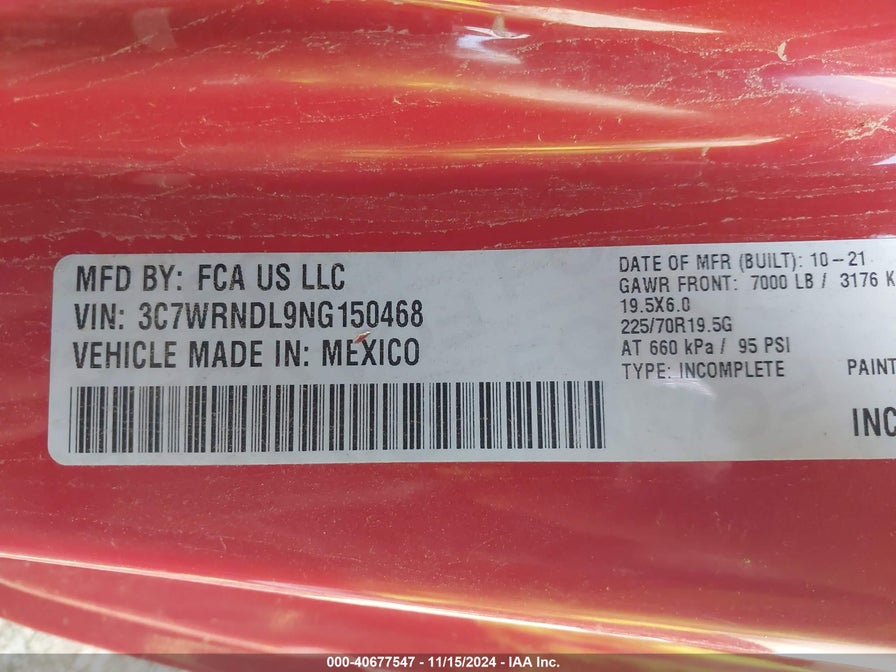 MFD BY: FCA US LLC
VIN: 3C7WRNDL9NG150468
VEHICLE MADE IN: MEXICO
DATE OF MFR (BUILT): 10-21
GAWR FRONT: 7000 LB / 3176 K
19.5X6.0
225/70R19.5G
AT 660 kPa / 95 PSI
TYPE: INCOMPLETE
PAINT
INC
000-40677547 - 11/15/2024 - IAA Inc.